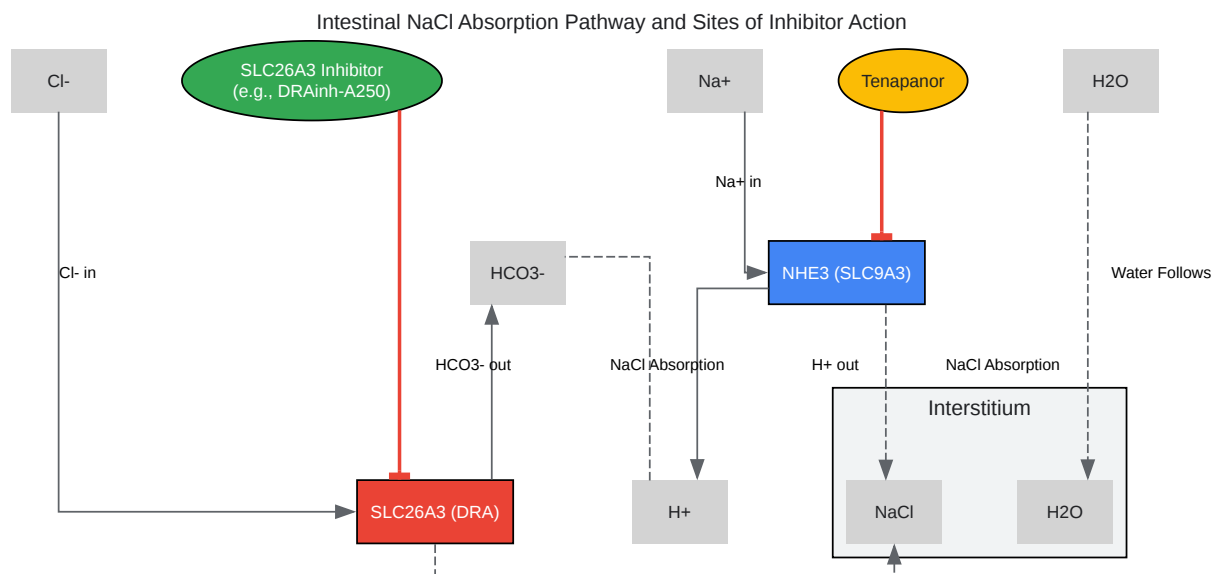 Intestinal NaCl Absorption Pathway and Sites of Inhibitor Action
Cl-
SLC26A3 Inhibitor
(e.g., DRAinh-A250)
Na+
Tenapanor
H2O
Na+ in
Cl- in
HCO3-
NHE3 (SLC9A3)
Water Follows
HCO3- out
NaCl Absorption
H+ out
NaCl Absorption
Interstitium
SLC26A3 (DRA)
H+
NaCl
H2O